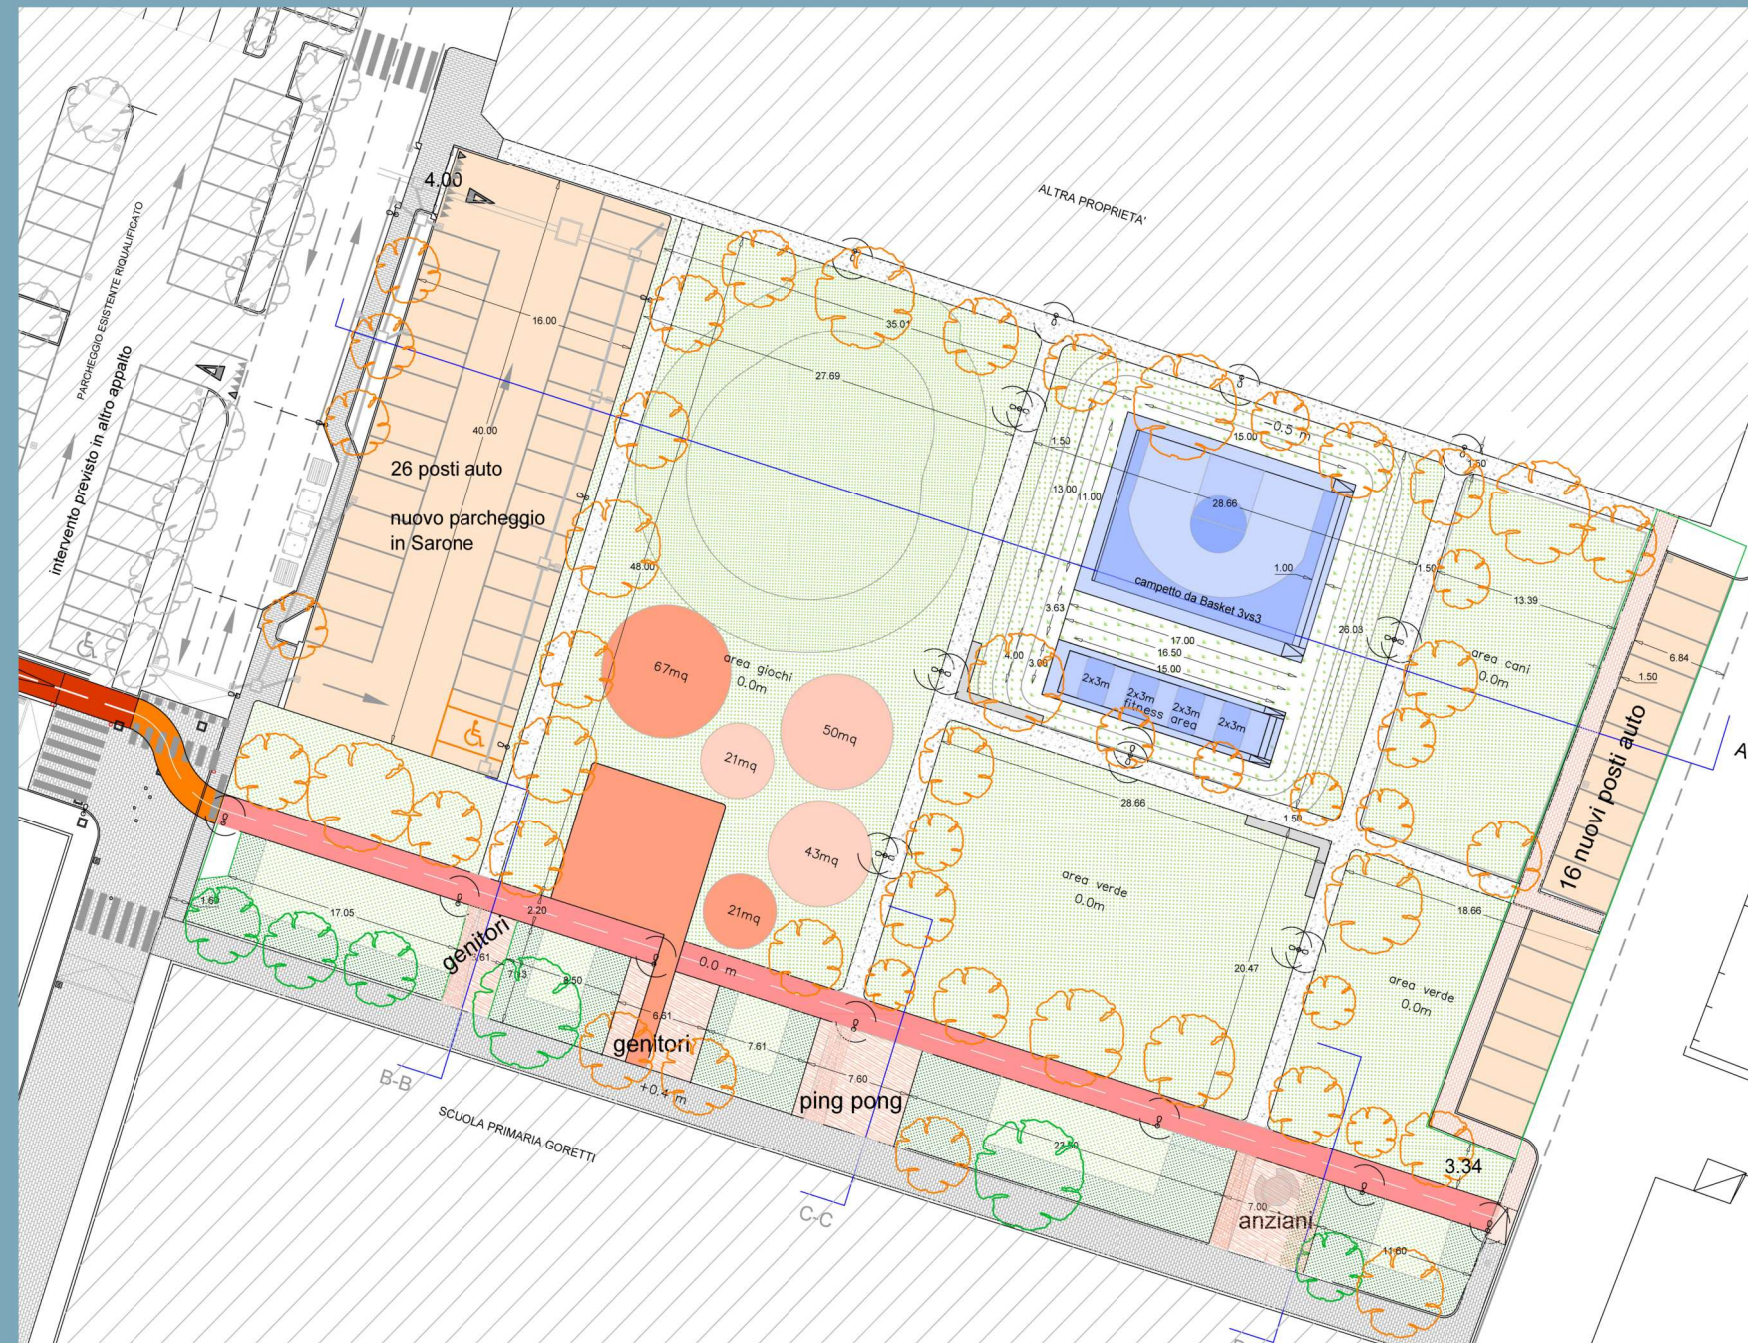 ALTRA PROPRIETA'
4.00
PARCHEGGIO ESISTENTE RIQUALIFICATO
intervento previsto in altro appalto
16.00
35.01
27.69
40.00
26 posti auto
nuovo parcheggio
in Sarone
48.00
1.50
-0.5 m
15.00
13.00
11.00
28.66
1.50
1.00
1.50
13.39
campetto da Basket 3vs3
3.63
26.03
17.00
16.50
15.00
4.00
3.00
2x3m
2x3m
2x3m
2x3m
fitness area
area cani
0.0m
6.84
1.50
A
67mq
area giochi
0.0m
50mq
21mq
43mq
21mq
28.66
1.50
16 nuovi posti auto
area verde
0.0m
18.66
20.47
area verde
0.0m
17.05
2.20
genitori
7.13
8.50
0.0 m
6.61
genitori
7.61
7.60
ping pong
+0.4 m
B-B
SCUOLA PRIMARIA GORETTI
C-C
3.34
7.00
anziani
11.60